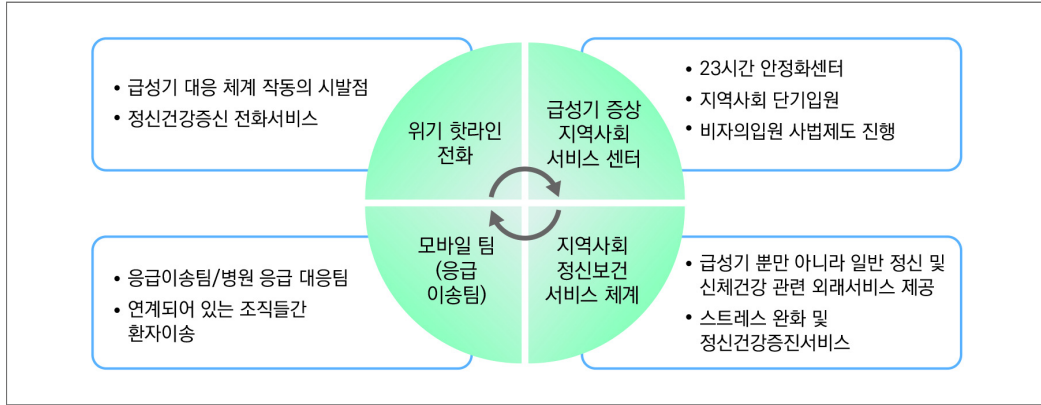 • 급성기 대응 체계 작동의 시발점
• 정신건강증신 전화서비스
위기 핫라인
전화
급성기 증상
지역사회
서비스 센터
• 23시간 안정화센터
• 지역사회 단기입원
• 비자의입원 사법제도 진행
• 응급이송팀/병원 응급 대응팀
• 연계되어 있는 조직들간
환자이송
모바일 팀
(응급
이송팀)
지역사회
정신보건
서비스 체계
• 급성기 뿐만 아니라 일반 정신 및
신체건강 관련 외래서비스 제공
• 스트레스 완화 및
정신건강증진서비스